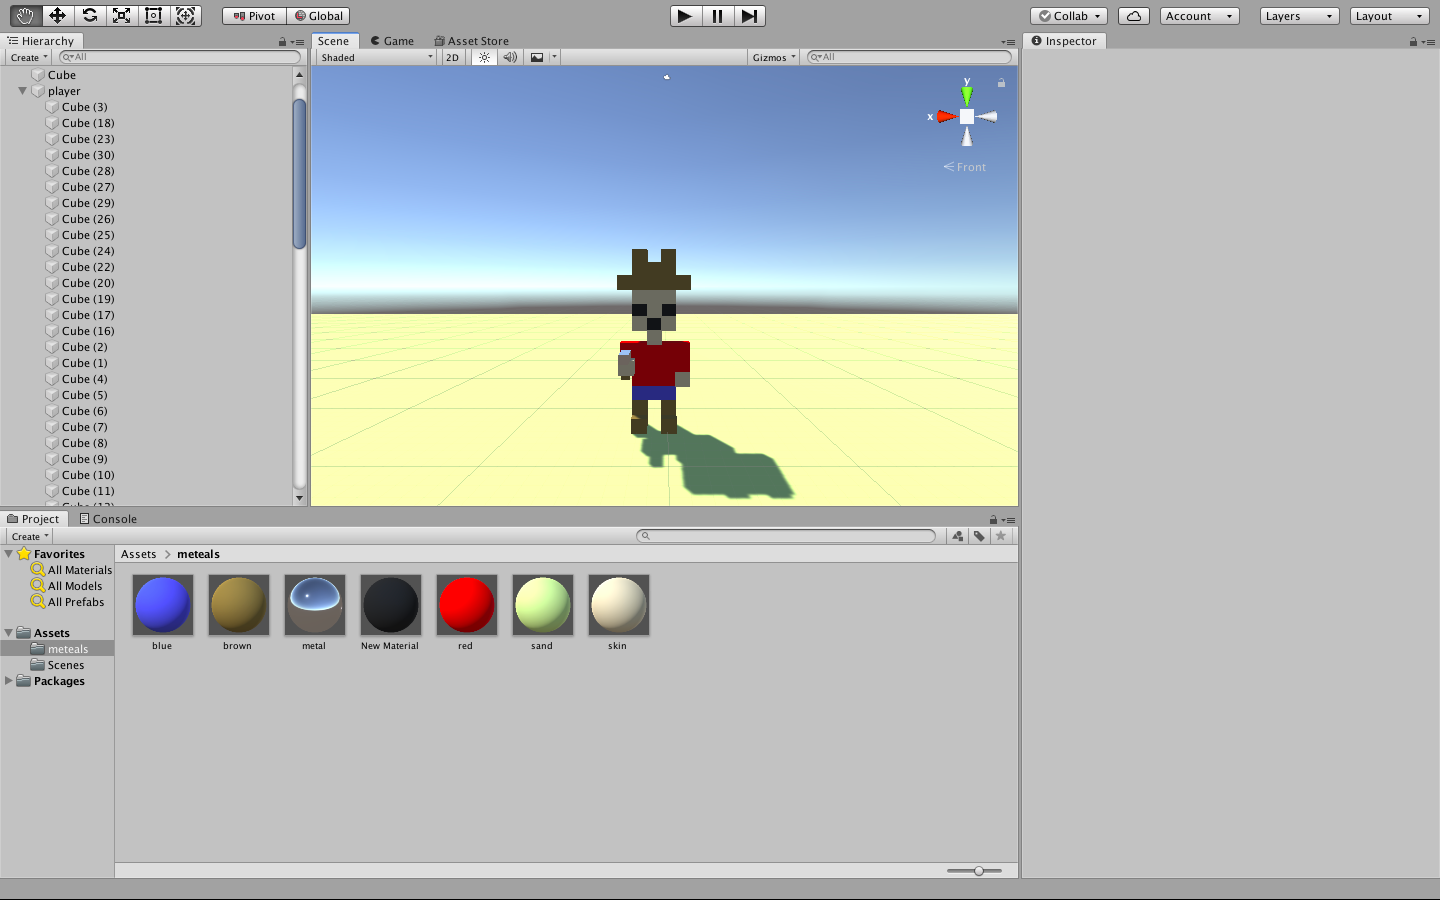 Pivot Global Collab Account Layers Layout
Hierarchy
Create All
Cube
player
Cube (3)
Cube (18)
Cube (23)
Cube (30)
Cube (28)
Cube (27)
Cube (29)
Cube (26)
Cube (25)
Cube (24)
Cube (22)
Cube (20)
Cube (19)
Cube (17)
Cube (16)
Cube (2)
Cube (1)
Cube (4)
Cube (5)
Cube (6)
Cube (7)
Cube (8)
Cube (9)
Cube (10)
Cube (11)
Scene Game Asset Store
Shaded 2D Gizmos All
y
x
Front
Inspector
Project Console
Create
Favorites
All Materials
All Models
All Prefabs
Assets
meteals
Scenes
Packages
Assets > meteals
blue brown metal New Material red sand skin